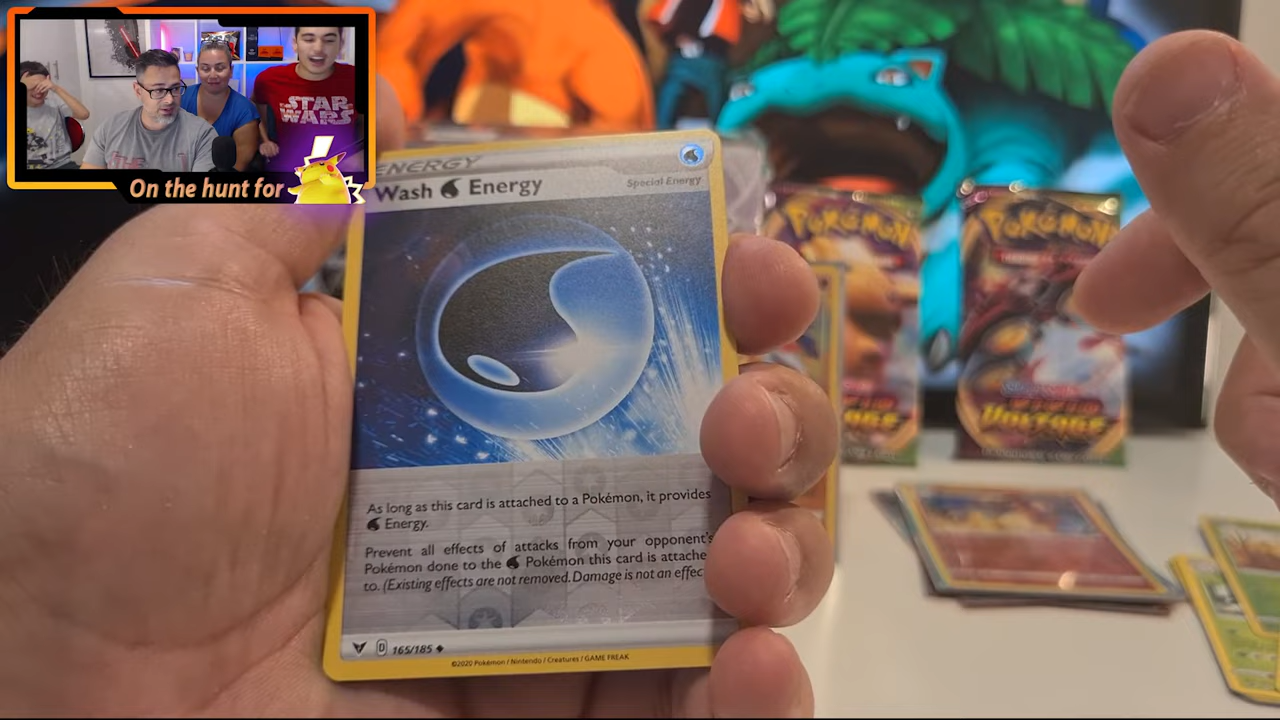 STAR
WARS
On the hunt for
ENERGY
Wash Energy
Special Energy
As long as this card is attached to a Pokémon, it provides
Energy.
Prevent all effects of attacks from your opponent's
Pokémon done to the Pokémon this card is attache
to. (Existing effects are not removed. Damage is not an effec
D 165/185
©2020 Pokémon / Nintendo / Creatures / GAME FREAK
POKÉMON
POKÉMON
VOLTAGE
VOLTAGE